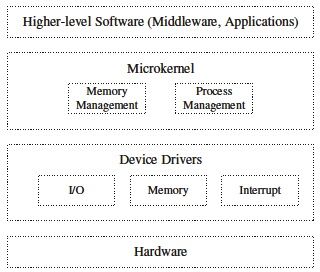 Higher-level Software (Middleware, Applications)
Microkernel
Memory
Management
Process
Management
Device Drivers
I/O
Memory
Interrupt
Hardware